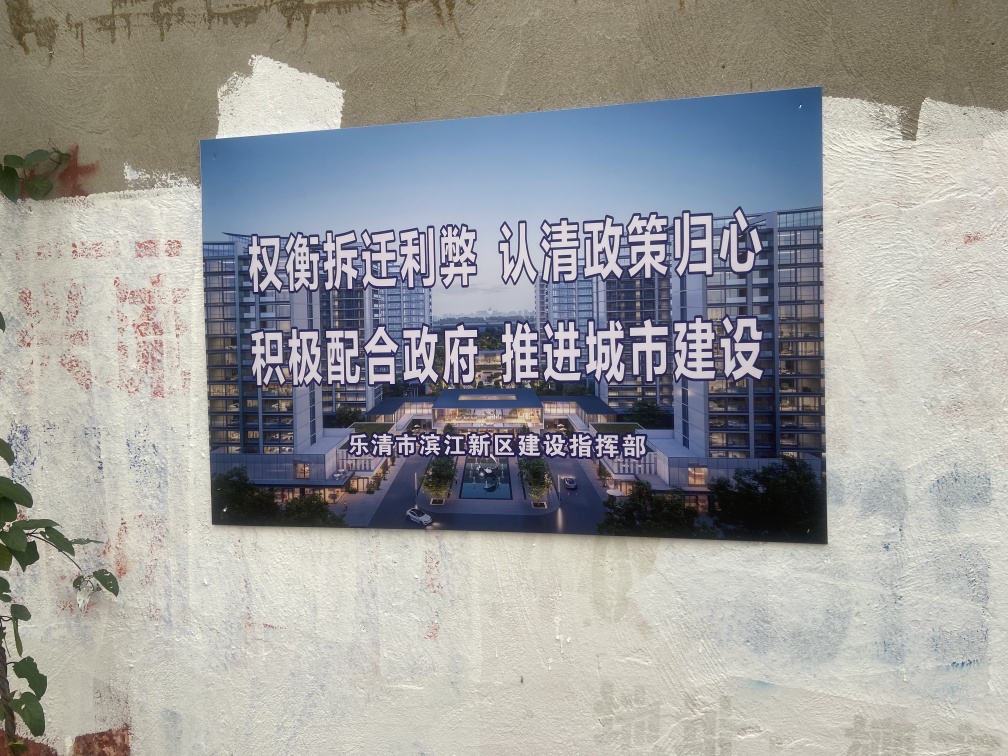 权衡拆迁利弊 认清政策归心
积极配合政府 推进城市建设
乐清市滨江新区建设指挥部